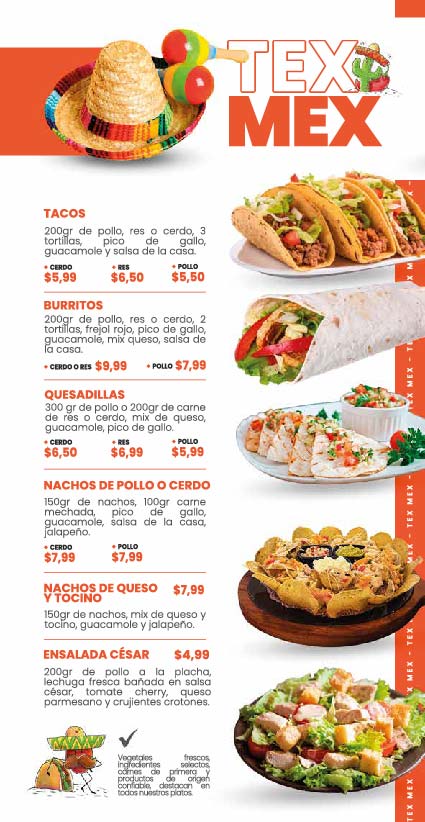 TEX
MEX
TACOS
200gr de pollo, res o cerdo, 3
tortillas, pico de gallo,
guacamole y salsa de la casa.
• CERDO • RES • POLLO
$5,99 $6,50 $5,50
BURRITOS
200gr de pollo, res o cerdo, 2
tortillas, frejol rojo, pico de gallo,
guacamole, mix queso, salsa de
la casa.
• CERDO O RES $9,99 • POLLO $7,99
QUESADILLAS
300 gr de pollo o 200gr de carne
de res o cerdo, mix de queso,
guacamole, pico de gallo.
• CERDO • RES • POLLO
$6,50 $6,99 $5,99
NACHOS DE POLLO O CERDO
150gr de nachos, 100gr carne
mechada, pico de gallo,
guacamole, salsa de la casa,
jalapeño.
• CERDO • POLLO
$7,99 $7,99
NACHOS DE QUESO $7,99
Y TOCINO
150gr de nachos, mix de queso y
tocino, guacamole y jalapeño.
ENSALADA CÉSAR $4,99
200gr de pollo a la placha,
lechuga fresca bañada en salsa
césar, tomate cherry, queso
parmesano y crujientes crotones.
Vegetales frescos,
ingredientes selectos,
carnes de primera y
productos de origen
confiable, destacan en
todos nuestros platos.
TEX MEX - TEX MEX - TEX MEX - TEX MEX - TEX MEX - TEX MEX - TEX MEX -